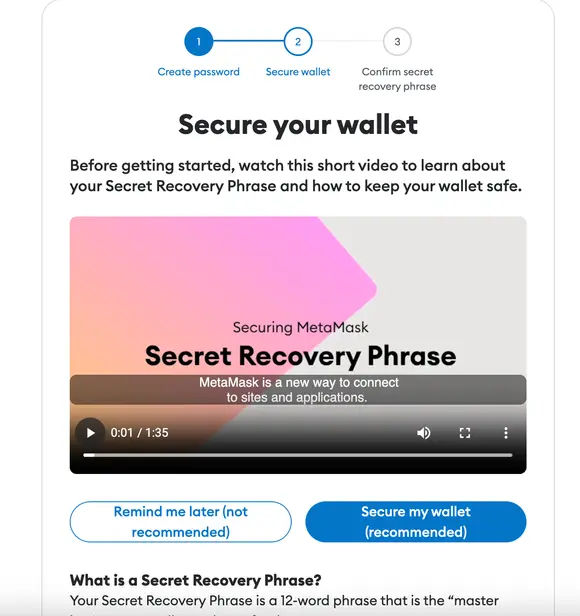 1
2
3
Create password
Secure wallet
Confirm secret
recovery phrase
Secure your wallet
Before getting started, watch this short video to learn about
your Secret Recovery Phrase and how to keep your wallet safe.
Securing MetaMask
Secret Recovery Phrase
MetaMask is a new way to connect
to sites and applications.
0:01 / 1:35
Remind me later (not
recommended)
Secure my wallet
(recommended)
What is a Secret Recovery Phrase?
Your Secret Recovery Phrase is a 12-word phrase that is the “master